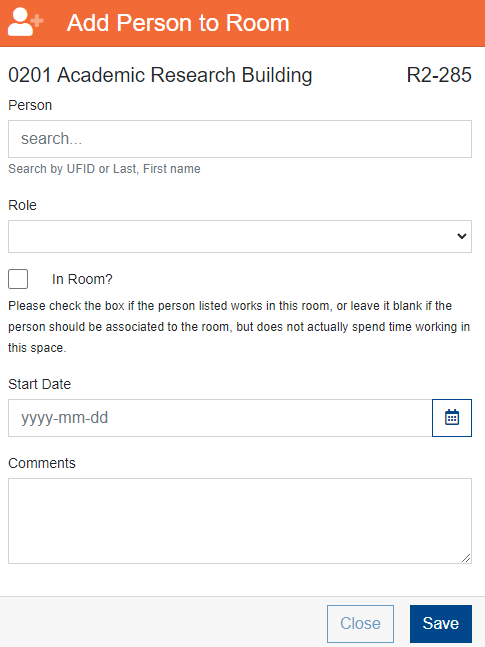 Add Person to Room
0201 Academic Research Building R2-285
Person
search...
Search by UFID or Last, First name
Role
In Room?
Please check the box if the person listed works in this room, or leave it blank if the
person should be associated to the room, but does not actually spend time working in
this space.
Start Date
yyyy-mm-dd
Comments
Close Save